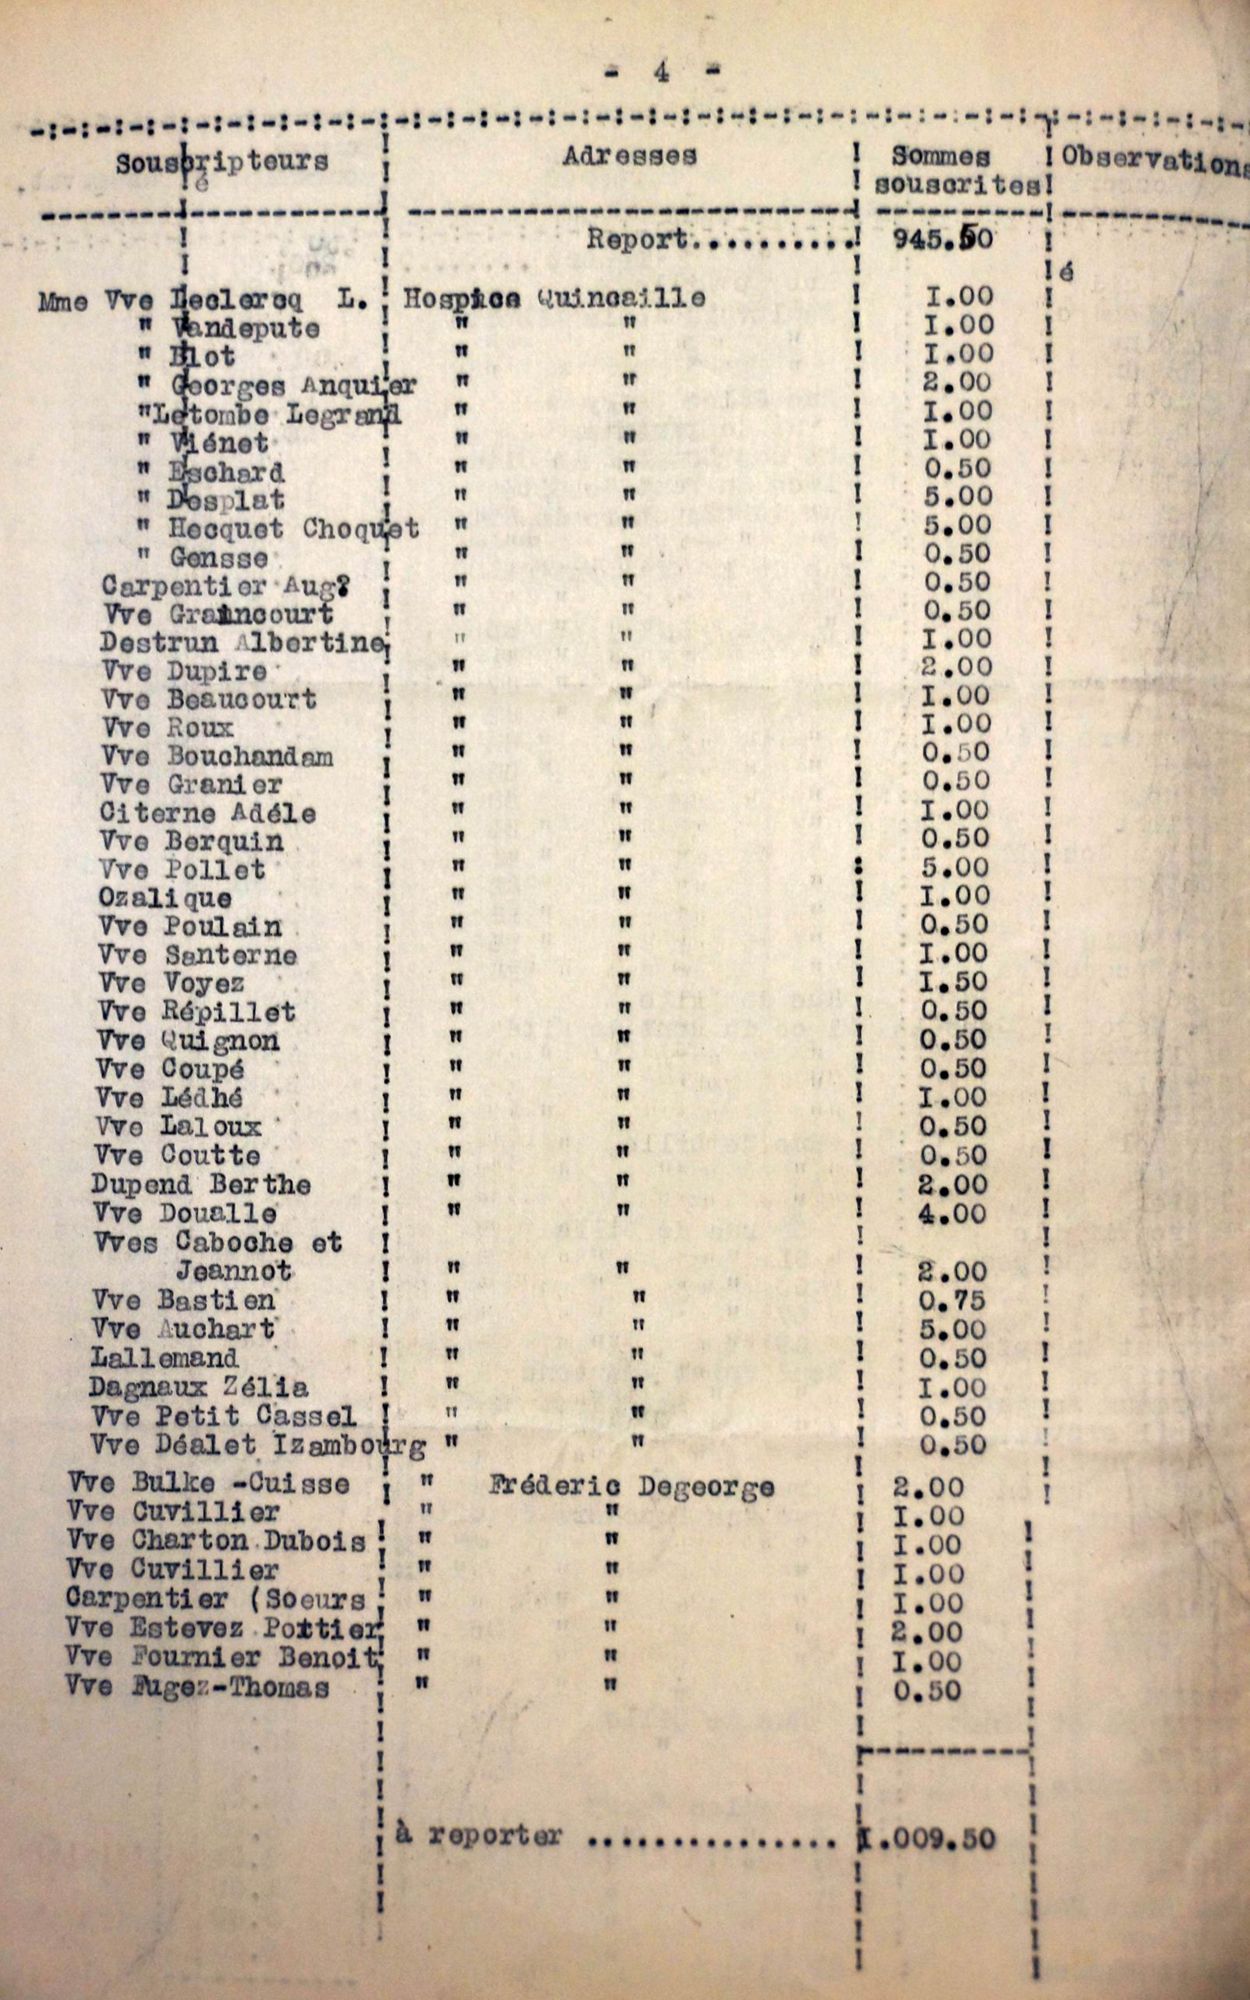 - 4 -
Souscripteurs ! Adresses ! Sommes souscrites ! Observations
Report.......... 945.50
é
Mme Vve Leclercq L. Hospice Quincaille I.00
" Vandepute " " I.00
" Blot " " I.00
" Georges Anquier " " 2.00
"Letombe Legrand " " I.00
" Viénet " " I.00
" Eschard " " 0.50
" Desplat " " 5.00
" Hecquet Choquet " " 5.00
" Gensse " " 0.50
Carpentier Aug? " " 0.50
Vve Graincourt " " 0.50
Destrun Albertine " " I.00
Vve Dupire " " 2.00
Vve Beaucourt " " I.00
Vve Roux " " I.00
Vve Bouchandam " " 0.50
Vve Granier " " 0.50
Citerne Adéle " " I.00
Vve Berquin " " 0.50
Vve Pollet " " 5.00
Ozalique " " I.00
Vve Poulain " " 0.50
Vve Santerne " " I.00
Vve Voyez " " I.50
Vve Répillet " " 0.50
Vve Quignon " " 0.50
Vve Coupé " " 0.50
Vve Lédhé " " I.00
Vve Laloux " " 0.50
Vve Coutte " " 0.50
Dupend Berthe " " 2.00
Vve Doualle " " 4.00
Vves Caboche et
Jeannot " " 2.00
Vve Bastien " " 0.75
Vve Auchart " " 5.00
Lallemand " " 0.50
Dagnaux Zélia " " I.00
Vve Petit Cassel " " 0.50
Vve Déalet Izambourg " " 0.50
Vve Bulke -Cuisse " Fréderic Degeorge 2.00
Vve Cuvillier " " I.00
Vve Charton Dubois " " I.00
Vve Cuvillier " " I.00
Carpentier (Soeurs " " I.00
Vve Estevez Pottier " " 2.00
Vve Fournier Benoit " " I.00
Vve Fugez-Thomas " " 0.50
à reporter ............... I.009.50